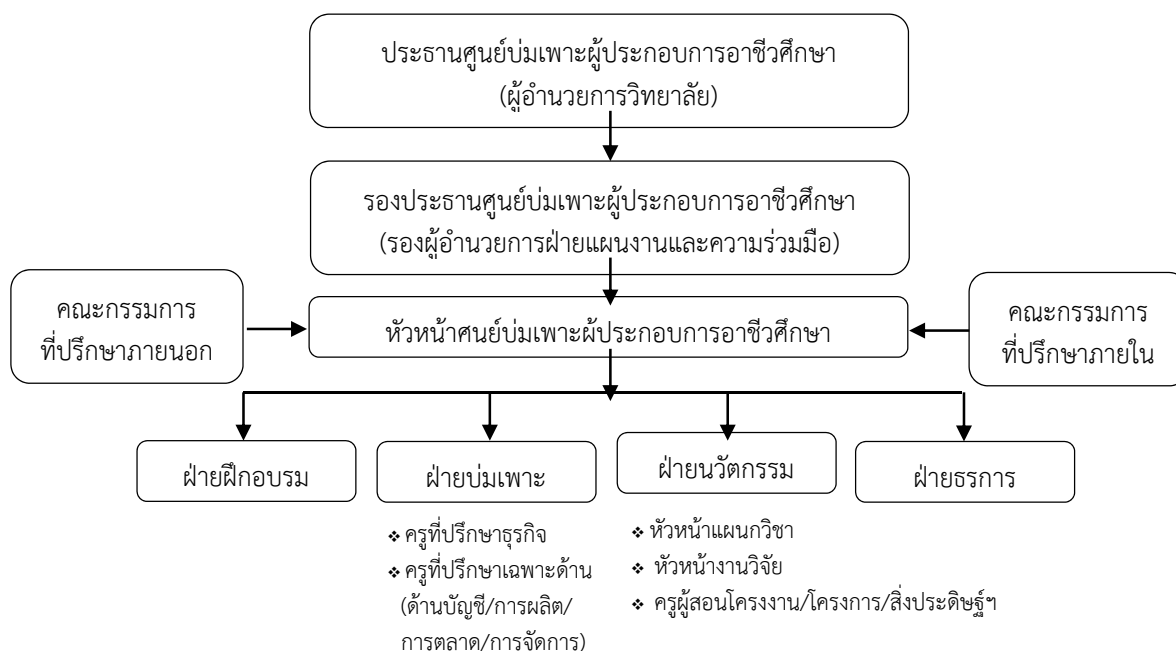 ประธานศูนย์บ่มเพาะผู้ประกอบการอาชีวศึกษา
(ผู้อำนวยการวิทยาลัย)
รองประธานศูนย์บ่มเพาะผู้ประกอบการอาชีวศึกษา
(รองผู้อำนวยการฝ่ายแผนงานและความร่วมมือ)
คณะกรรมการ
ที่ปรึกษาภายนอก
หัวหน้าศนย์บ่มเพาะผ้ประกอบการอาชีวศึกษา
คณะกรรมการ
ที่ปรึกษาภายใน
ฝ่ายฝึกอบรม
ฝ่ายบ่มเพาะ
ฝ่ายนวัตกรรม
ฝ่ายธรการ
❖ ครูที่ปรึกษาธุรกิจ
❖ ครูที่ปรึกษาเฉพาะด้าน
(ด้านบัญชี/การผลิต/
การตลาด/การจัดการ)
❖ หัวหน้าแผนกวิชา
❖ หัวหน้างานวิจัย
❖ ครูผู้สอนโครงงาน/โครงการ/สิ่งประดิษฐ์ฯ